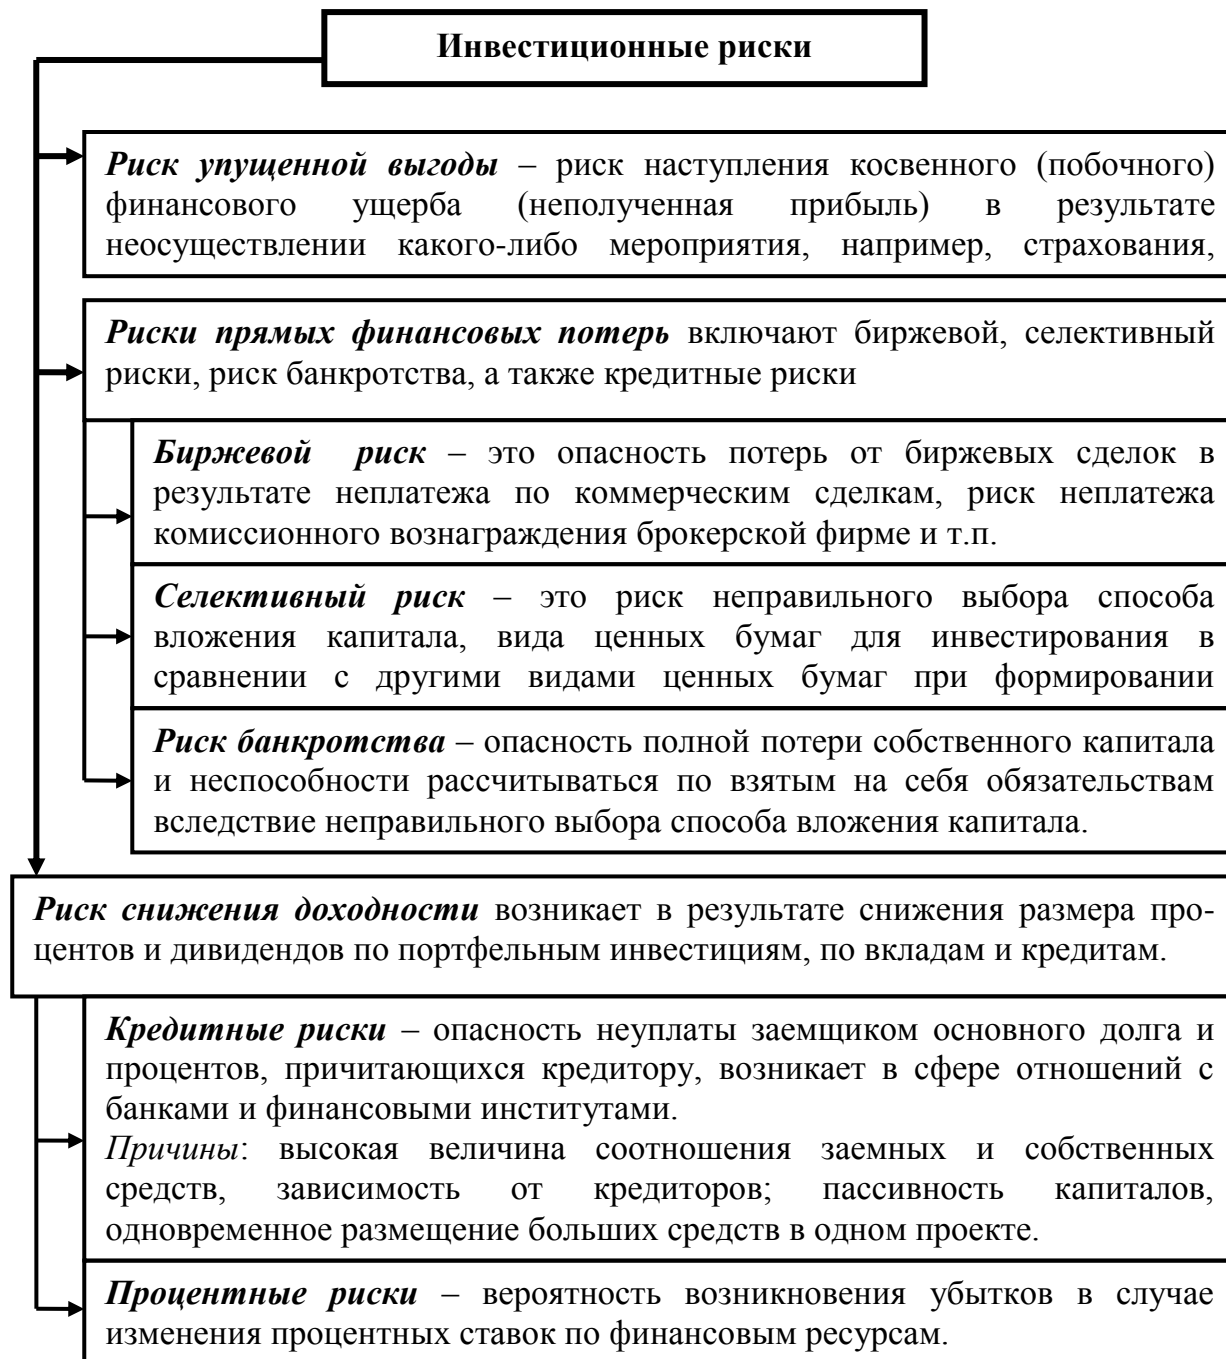 Инвестиционные риски
Риск упущенной выгоды – риск наступления косвенного (побочного)
финансового ущерба (неполученная прибыль) в результате
неосуществлении какого-либо мероприятия, например, страхования,
Риски прямых финансовых потерь включают биржевой, селективный
риски, риск банкротства, а также кредитные риски
Биржевой риск – это опасность потерь от биржевых сделок в
результате неплатежа по коммерческим сделкам, риск неплатежа
комиссионного вознаграждения брокерской фирме и т.п.
Селективный риск – это риск неправильного выбора способа
вложения капитала, вида ценных бумаг для инвестирования в
сравнении с другими видами ценных бумаг при формировании
Риск банкротства – опасность полной потери собственного капитала
и неспособности рассчитываться по взятым на себя обязательствам
вследствие неправильного выбора способа вложения капитала.
Риск снижения доходности возникает в результате снижения размера про-
центов и дивидендов по портфельным инвестициям, по вкладам и кредитам.
Кредитные риски – опасность неуплаты заемщиком основного долга и
процентов, причитающихся кредитору, возникает в сфере отношений с
банками и финансовыми институтами.
Причины: высокая величина соотношения заемных и собственных
средств, зависимость от кредиторов; пассивность капиталов,
одновременное размещение больших средств в одном проекте.
Процентные риски – вероятность возникновения убытков в случае
изменения процентных ставок по финансовым ресурсам.